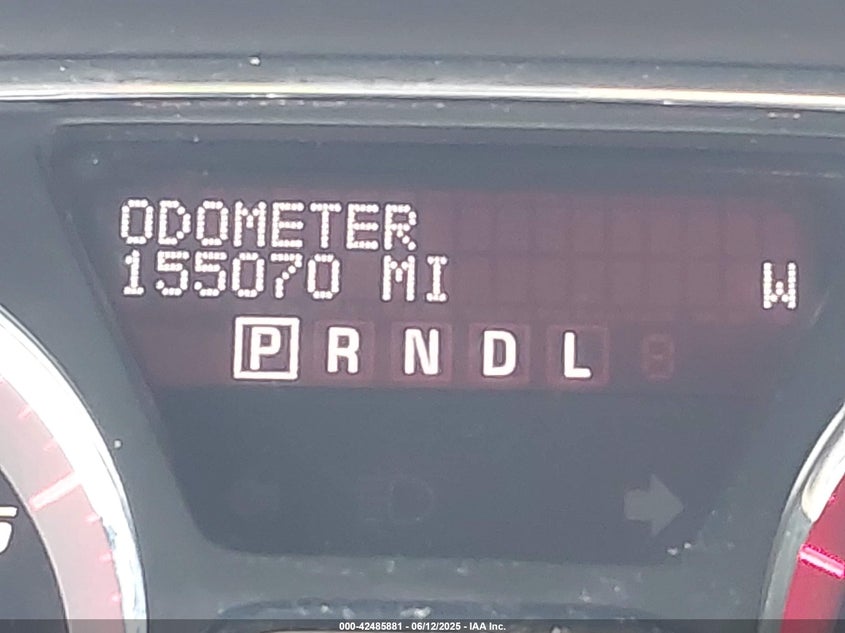 ODOMETER
155070 MI W
P R N D L
000-42485881 - 06/12/2025 - IAA Inc.